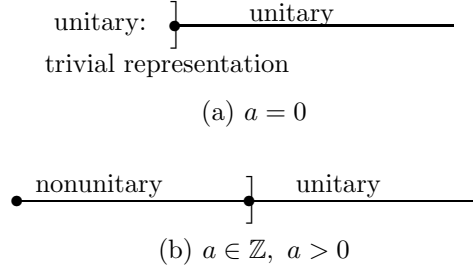 unitary: unitary
trivial representation
(a) a = 0
nonunitary unitary
(b) a ∈ ℤ, a > 0